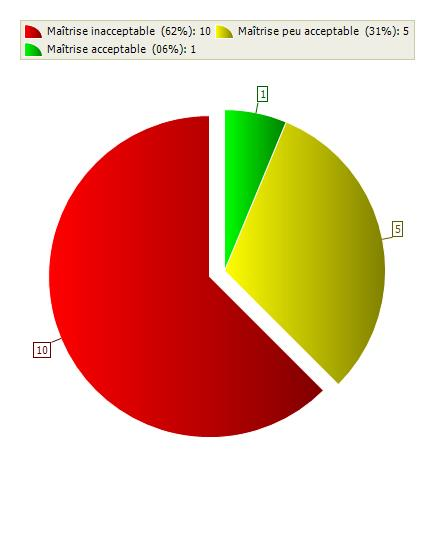 Maîtrise inacceptable (62%): 10 Maîtrise peu acceptable (31%): 5
Maîtrise acceptable (06%): 1
1
5
10